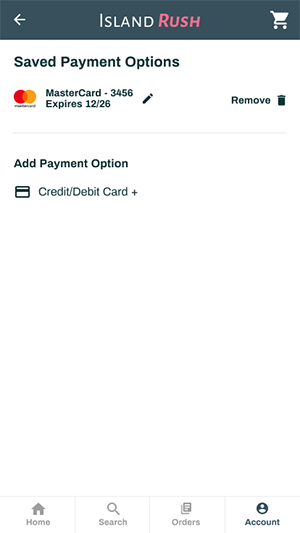 ISLAND RUSH
Saved Payment Options
MasterCard - 3456
Expires 12/26
Remove
mastercard
Add Payment Option
Credit/Debit Card +
Home
Search
Orders
Account